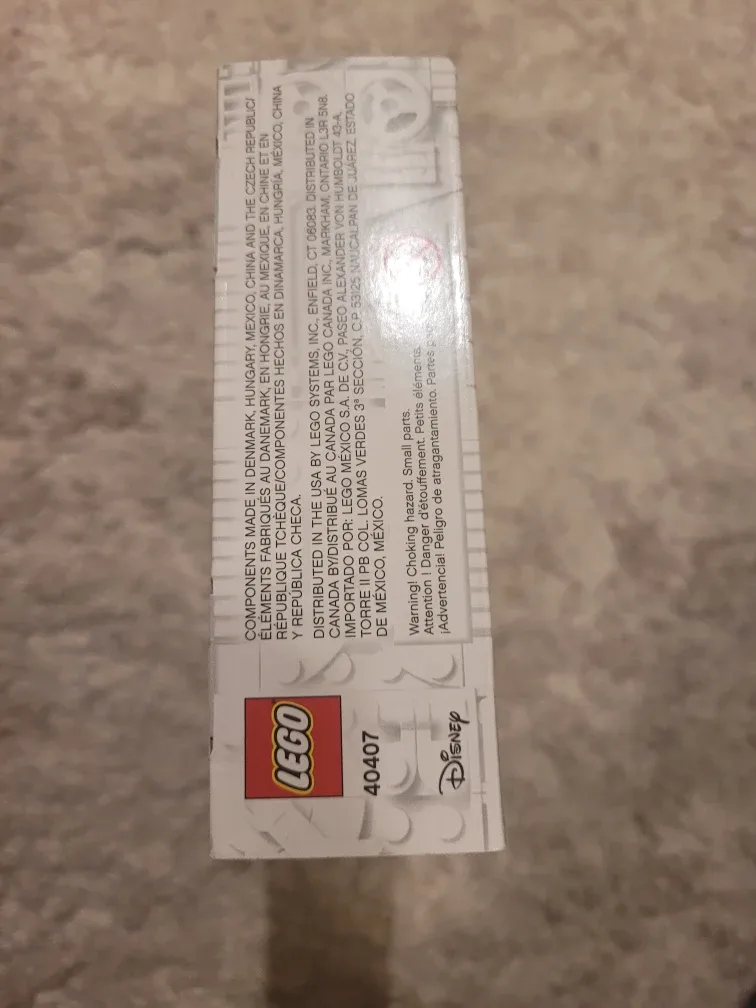 LEGO
40407
Disney
COMPONENTS MADE IN DENMARK, HUNGARY, MEXICO, CHINA AND THE CZECH REPUBLIC/
ÉLÉMENTS FABRIQUÉS AU DANEMARK, EN HONGRIE, AU MEXIQUE, EN CHINE ET EN
RÉPUBLIQUE TCHÈQUE/COMPONENTES HECHOS EN DINAMARCA, HUNGRÍA, MÉXICO, CHINA
Y REPÚBLICA CHECA.
DISTRIBUTED IN THE USA BY LEGO SYSTEMS, INC., ENFIELD, CT 06083. DISTRIBUTED IN
CANADA BY/DISTRIBUÉ AU CANADA PAR LEGO CANADA INC., MARKHAM, ONTARIO L3R 5N8.
IMPORTADO POR: LEGO MÉXICO S.A. DE C.V., PASEO ALEXANDER VON HUMBOLDT 43-A,
TORRE II PB COL. LOMAS VERDES 3ª SECCIÓN, C.P. 53125 NAUCALPAN DE JUÁREZ, ESTADO
DE MÉXICO, MÉXICO.
Warning! Choking hazard. Small parts.
Attention ! Danger d'étouffement. Petits éléments.
¡Advertencia! Peligro de atragantamiento. Partes